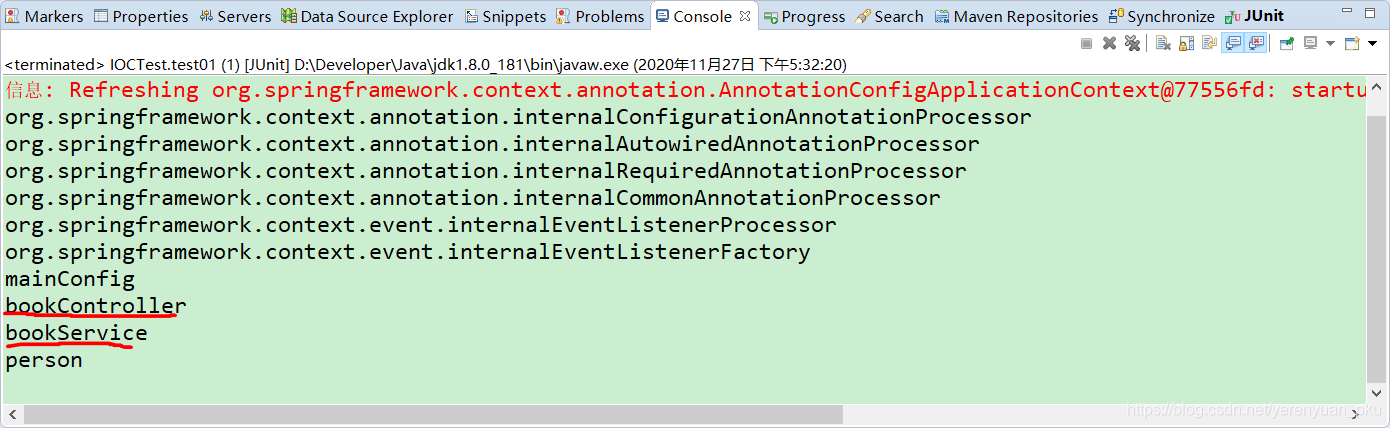 Markers Properties Servers Data Source Explorer Snippets Problems Console Progress Search Maven Repositories Synchronize JUnit
<terminated> IOCTest.test01 (1) [JUnit] D:\Developer\Java\jdk1.8.0_181\bin\javaw.exe (2020年11月27日 下午5:32:20)
信息: Refreshing org.springframework.context.annotation.AnnotationConfigApplicationContext@77556fd: startu
org.springframework.context.annotation.internalConfigurationAnnotationProcessor
org.springframework.context.annotation.internalAutowiredAnnotationProcessor
org.springframework.context.annotation.internalRequiredAnnotationProcessor
org.springframework.context.annotation.internalCommonAnnotationProcessor
org.springframework.context.event.internalEventListenerProcessor
org.springframework.context.event.internalEventListenerFactory
mainConfig
bookController
bookService
person
https://blog.csdn.net/yerenyuan_pku